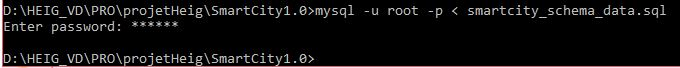 D:\HEIG_VD\PRO\projetHeig\SmartCity1.0>mysql -u root -p < smartcity_schema_data.sql
Enter password: ******
D:\HEIG_VD\PRO\projetHeig\SmartCity1.0>